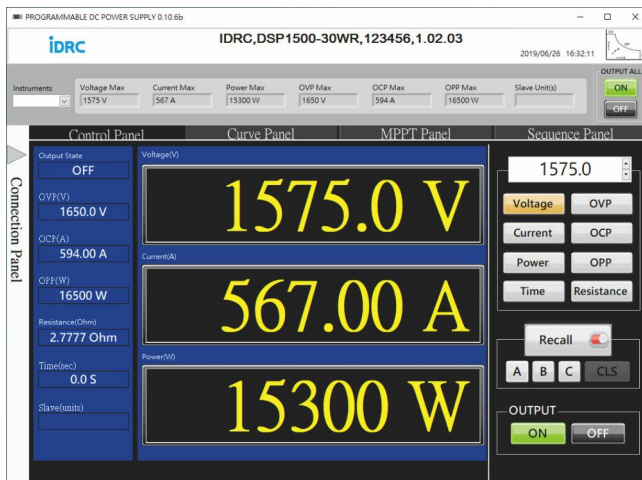 PROGRAMMABLE DC POWER SUPPLY 0.10.6b
iDRC
IDRC,DSP1500-30WR,123456,1.02.03
2019/06/26 16:32:11
OUTPUT ALL
ON
OFF
Instruments
Voltage Max
1575 V
Current Max
567 A
Power Max
15300 W
OVP Max
1650 V
OCP Max
594 A
OPP Max
16500 W
Slave Unit(s)
Control Panel
Curve Panel
MPPT Panel
Sequence Panel
Connection Panel
Output State
OFF
OVP(V)
1650.0 V
OCP(A)
594.00 A
OPP(W)
16500 W
Resistance(Ohm)
2.7777 Ohm
Time(sec)
0.0 S
Slave(units)
Voltage(V)
1575.0 V
Current(A)
567.00 A
Power(W)
15300 W
1575.0
Voltage OVP
Current OCP
Power OPP
Time Resistance
Recall
A B C CLS
OUTPUT
ON OFF